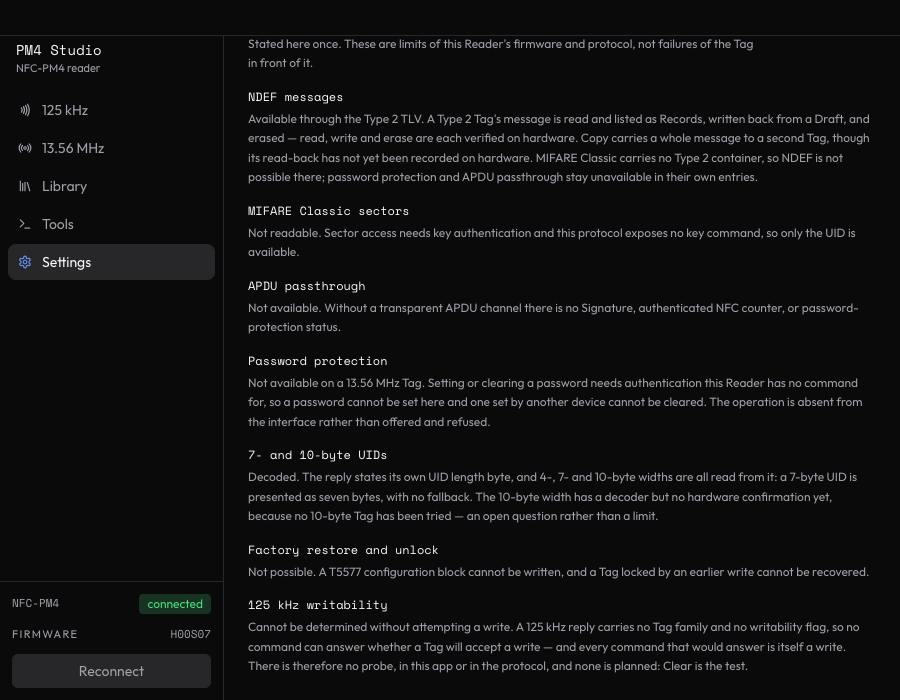 PM4 Studio
NFC-PM4 reader
125 kHz
13.56 MHz
Library
Tools
Settings
NFC-PM4
connected
FIRMWARE
H00S07
Reconnect
Stated here once. These are limits of this Reader's firmware and protocol, not failures of the Tag
in front of it.
NDEF messages
Available through the Type 2 TLV. A Type 2 Tag's message is read and listed as Records, written back from a Draft, and
erased — read, write and erase are each verified on hardware. Copy carries a whole message to a second Tag, though
its read-back has not yet been recorded on hardware. MIFARE Classic carries no Type 2 container, so NDEF is not
possible there; password protection and APDU passthrough stay unavailable in their own entries.
MIFARE Classic sectors
Not readable. Sector access needs key authentication and this protocol exposes no key command, so only the UID is
available.
APDU passthrough
Not available. Without a transparent APDU channel there is no Signature, authenticated NFC counter, or password-
protection status.
Password protection
Not available on a 13.56 MHz Tag. Setting or clearing a password needs authentication this Reader has no command
for, so a password cannot be set here and one set by another device cannot be cleared. The operation is absent from
the interface rather than offered and refused.
7- and 10-byte UIDs
Decoded. The reply states its own UID length byte, and 4-, 7- and 10-byte widths are all read from it: a 7-byte UID is
presented as seven bytes, with no fallback. The 10-byte width has a decoder but no hardware confirmation yet,
because no 10-byte Tag has been tried — an open question rather than a limit.
Factory restore and unlock
Not possible. A T5577 configuration block cannot be written, and a Tag locked by an earlier write cannot be recovered.
125 kHz writability
Cannot be determined without attempting a write. A 125 kHz reply carries no Tag family and no writability flag, so no
command can answer whether a Tag will accept a write — and every command that would answer is itself a write.
There is therefore no probe, in this app or in the protocol, and none is planned: Clear is the test.